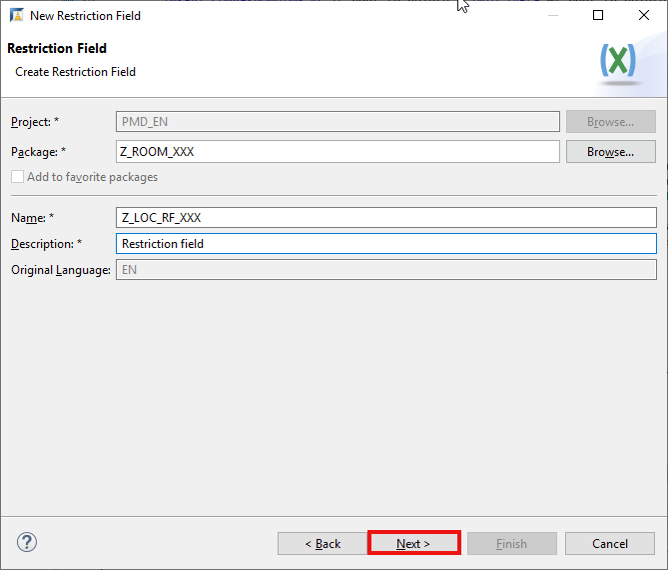 New Restriction Field
Restriction Field
Create Restriction Field
(X)
Project: * PMD_EN Browse...
Package: * Z_ROOM_XXX Browse...
Add to favorite packages
Name: * Z_LOC_RF_XXX
Description: * Restriction field
Original Language: EN
? < Back Next > Finish Cancel